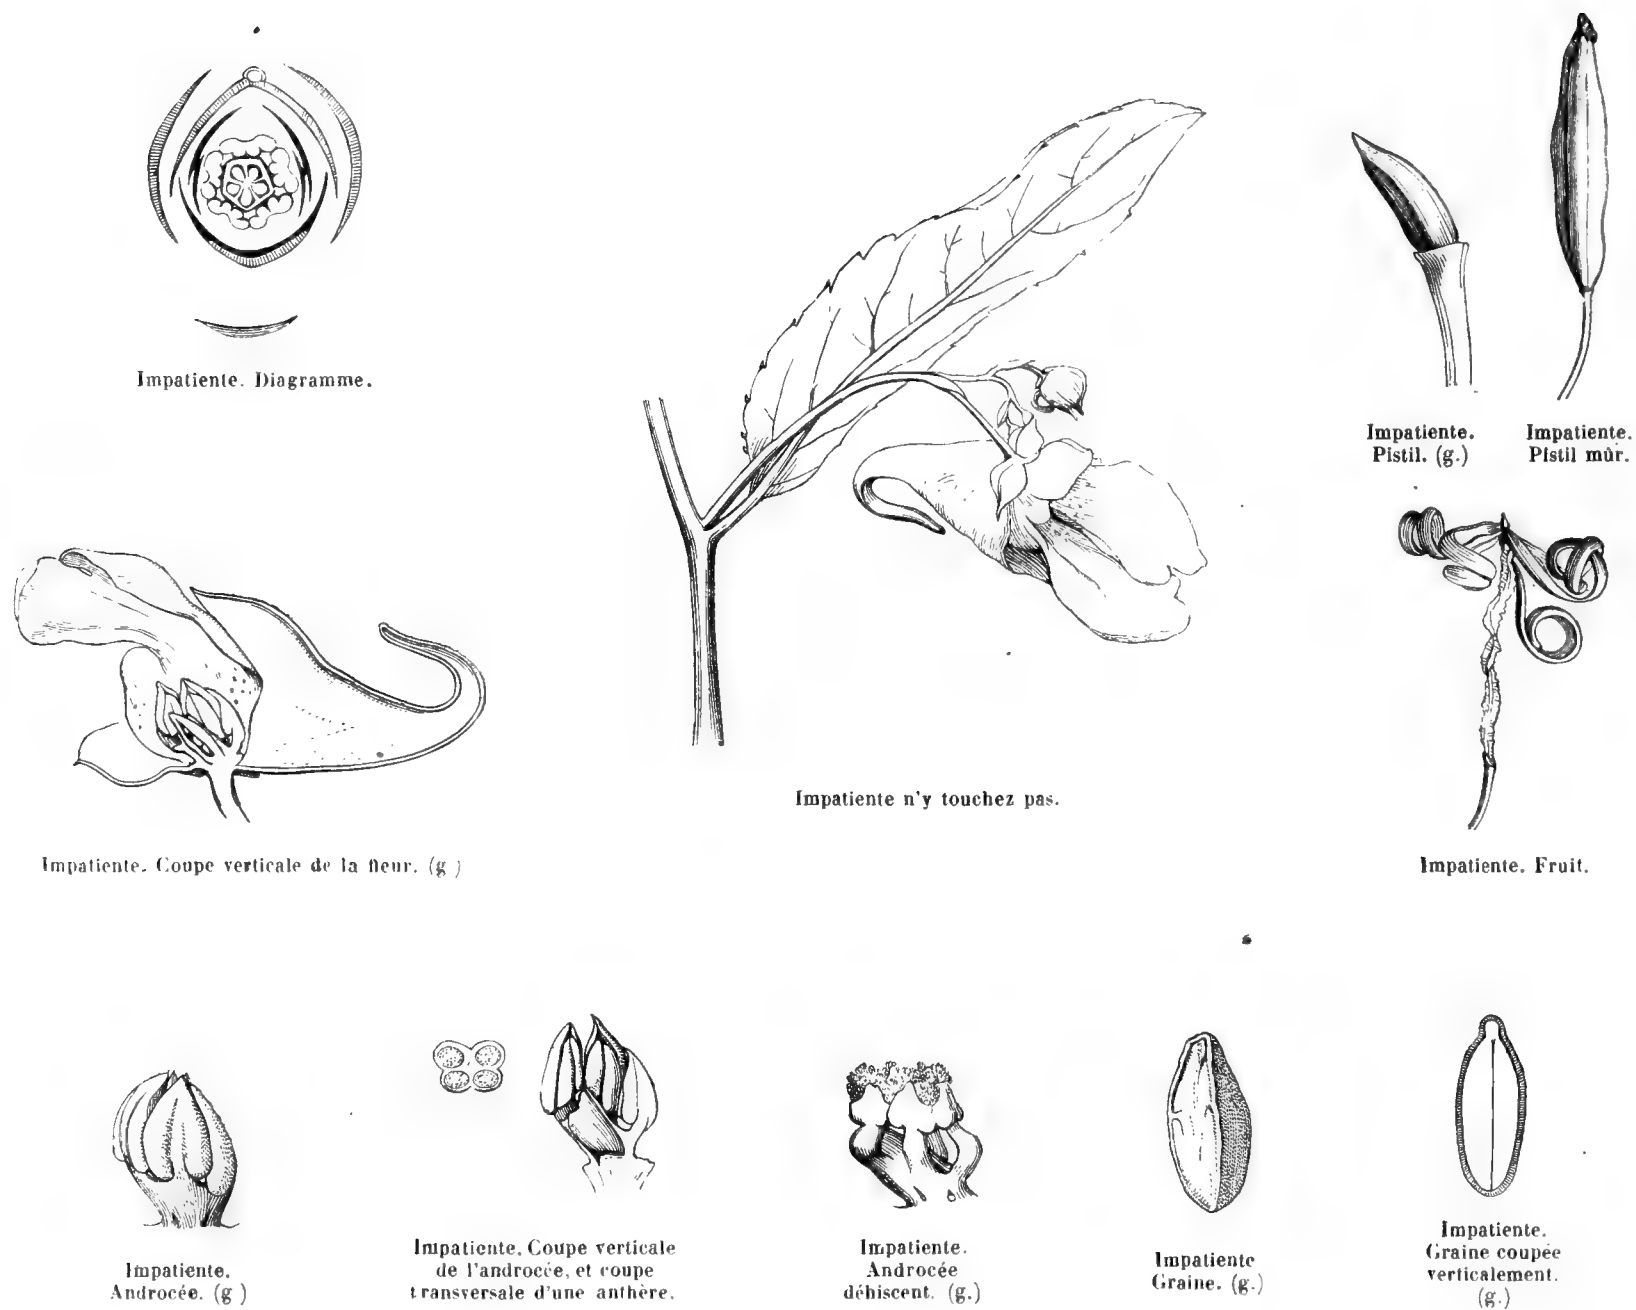 Impatiente. Diagramme.
Impatiente.
Pistil. (g.)
Impatiente.
Pistil mûr.
Impatiente n'y touchez pas.
Impatiente. Coupe verticale de la fleur. (g )
Impatiente. Fruit.
Impatiente.
Androcée. (g )
Impatiente. Coupe verticale
de l'androcée, et coupe
transversale d'une anthère.
Impatiente.
Androcée
déhiscent. (g.)
Impatiente
Graine. (g.)
Impatiente.
Graine coupée
verticalement.
(g.)